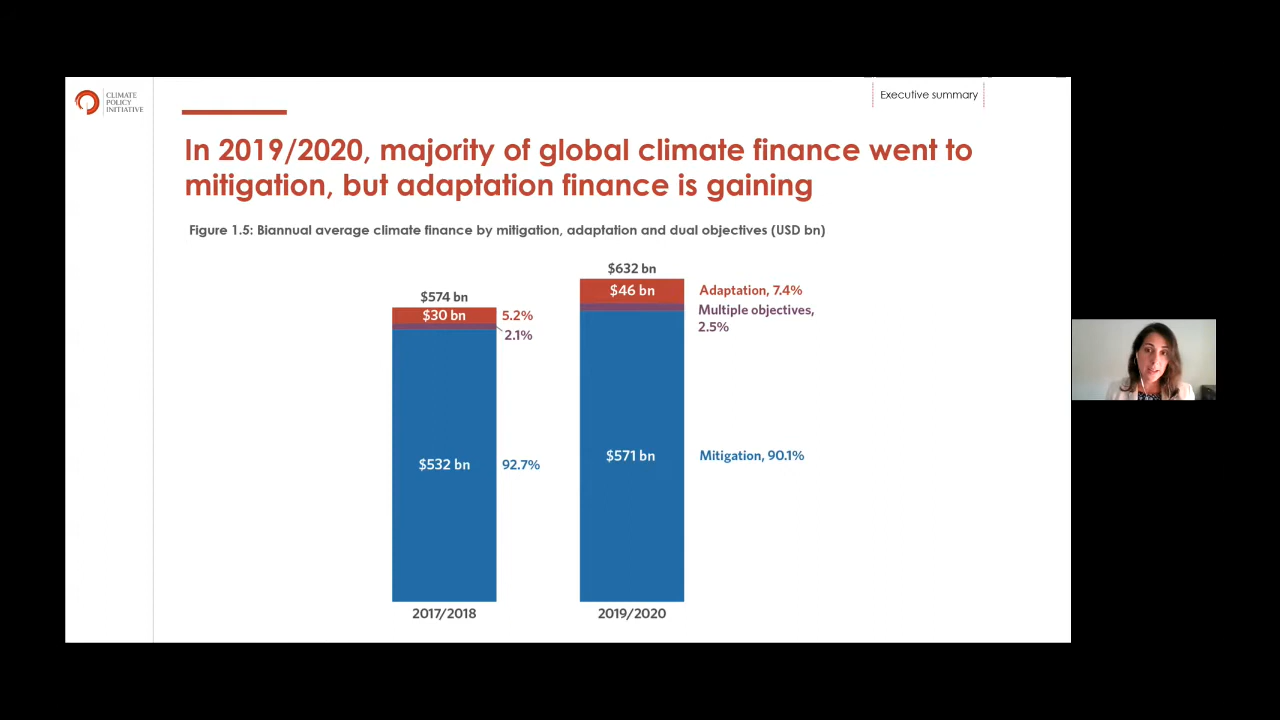 CLIMATE
POLICY
INITIATIVE
Executive summary
In 2019/2020, majority of global climate finance went to
mitigation, but adaptation finance is gaining
Figure 1.5: Biannual average climate finance by mitigation, adaptation and dual objectives (USD bn)
$574 bn
$30 bn
5.2%
2.1%
$532 bn
92.7%
2017/2018
$632 bn
$46 bn
Adaptation, 7.4%
Multiple objectives,
2.5%
$571 bn
Mitigation, 90.1%
2019/2020